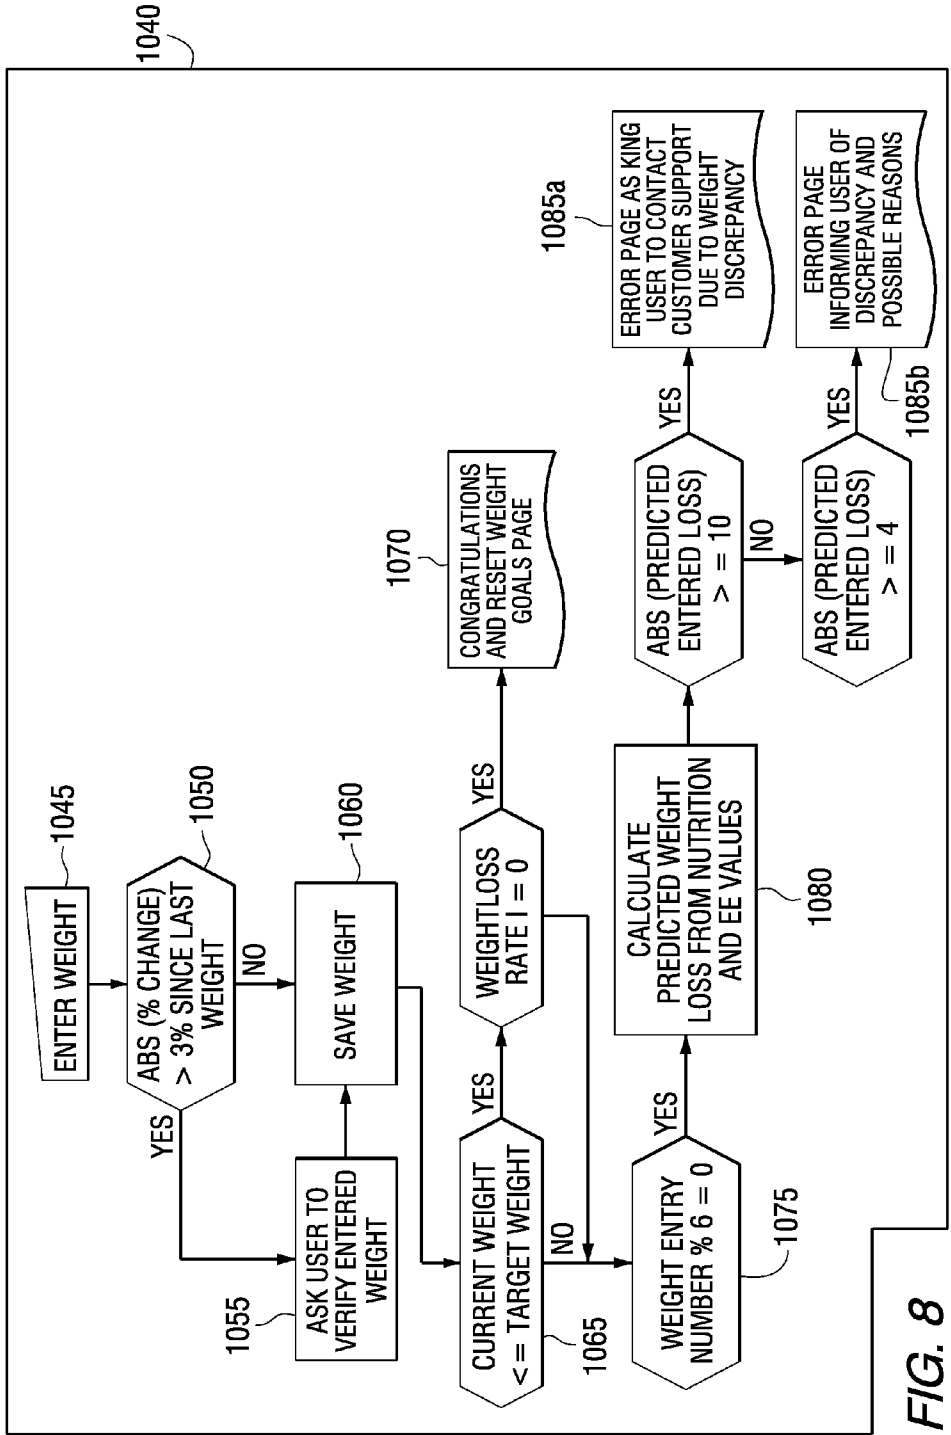 1040
1045
ENTER WEIGHT
1050
ABS (% CHANGE)
> 3% SINCE LAST
WEIGHT
YES
NO
1055
ASK USER TO
VERIFY ENTERED
WEIGHT
1060
SAVE WEIGHT
1065
CURRENT WEIGHT
< = TARGET WEIGHT
YES
NO
WEIGHTLOSS
RATE I = 0
YES
1070
CONGRATULATIONS
AND RESET WEIGHT
GOALS PAGE
1075
WEIGHT ENTRY
NUMBER % 6 = 0
YES
1080
CALCULATE
PREDICTED WEIGHT
LOSS FROM NUTRITION
AND EE VALUES
ABS (PREDICTED
ENTERED LOSS)
> = 10
YES
NO
1085a
ERROR PAGE AS KING
USER TO CONTACT
CUSTOMER SUPPORT
DUE TO WEIGHT
DISCREPANCY
ABS (PREDICTED
ENTERED LOSS)
> = 4
YES
1085b
ERROR PAGE
INFORMING USER OF
DISCREPANCY AND
POSSIBLE REASONS
FIG. 8